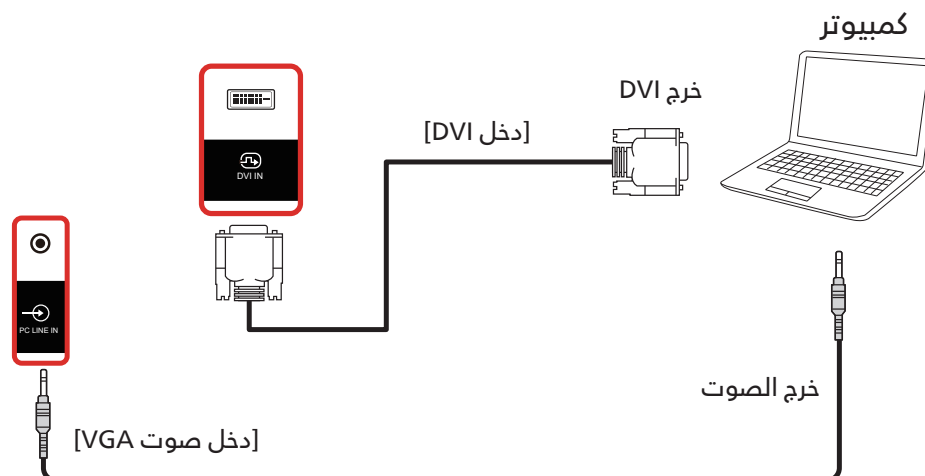 كمبيوتر
خرج DVI
[دخل DVI]
DVI IN
PC LINE IN
خرج الصوت
[دخل صوت VGA]